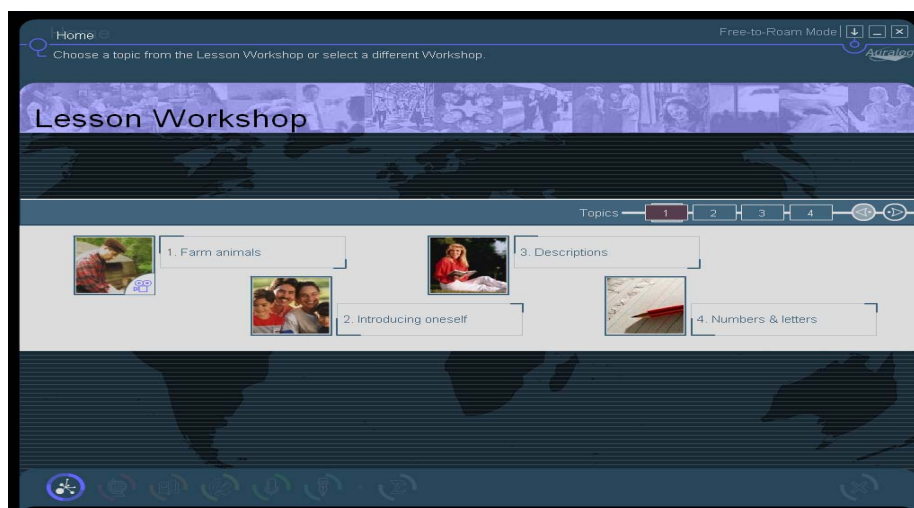 Home
Free-to-Roam Mode
Choose a topic from the Lesson Workshop or select a different Workshop.
Auralog
Lesson Workshop
Topics 1 2 3 4
1. Farm animals
3. Descriptions
2. Introducing oneself
4. Numbers & letters